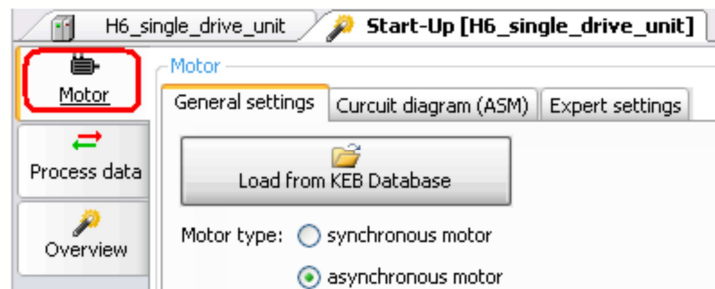 H6_single_drive_unit
Start-Up [H6_single_drive_unit]
Motor
Motor
General settings
Curcuit diagram (ASM)
Expert settings
Process data
Load from KEB Database
Overview
Motor type:
synchronous motor
asynchronous motor